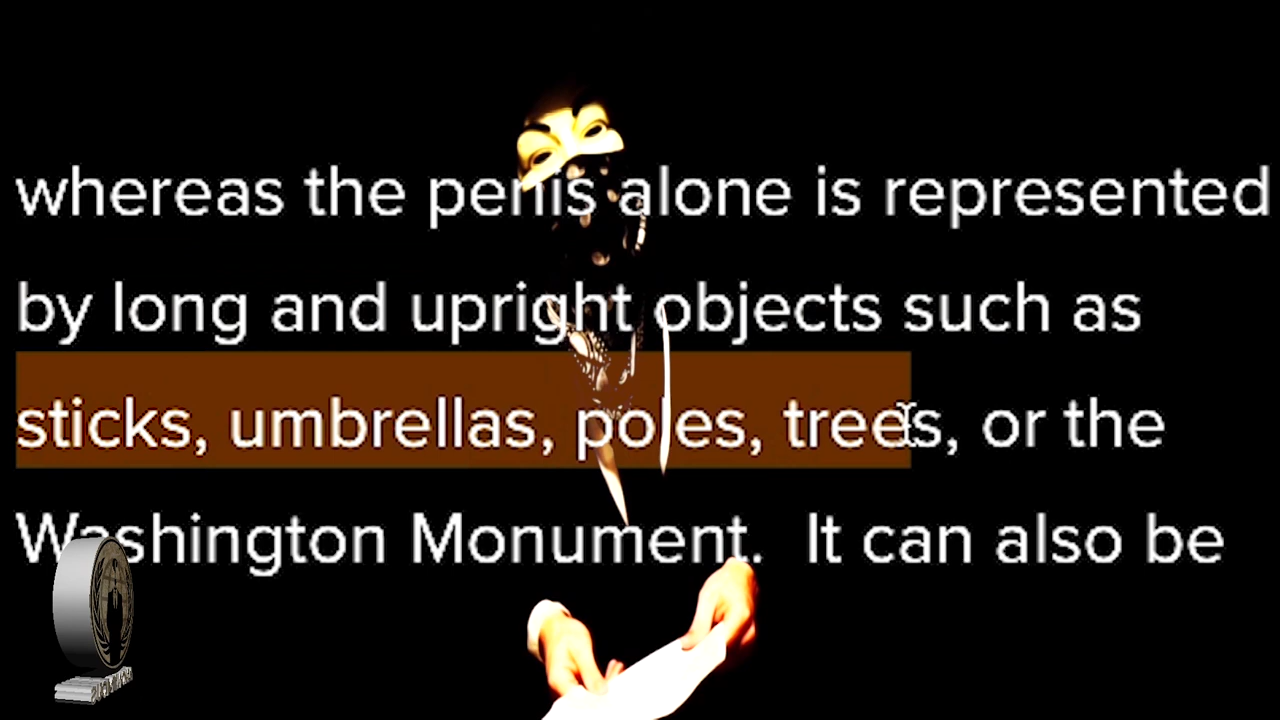 whereas the penis alone is represented
by long and upright objects such as
sticks, umbrellas, poles, trees, or the
Washington Monument. It can also be